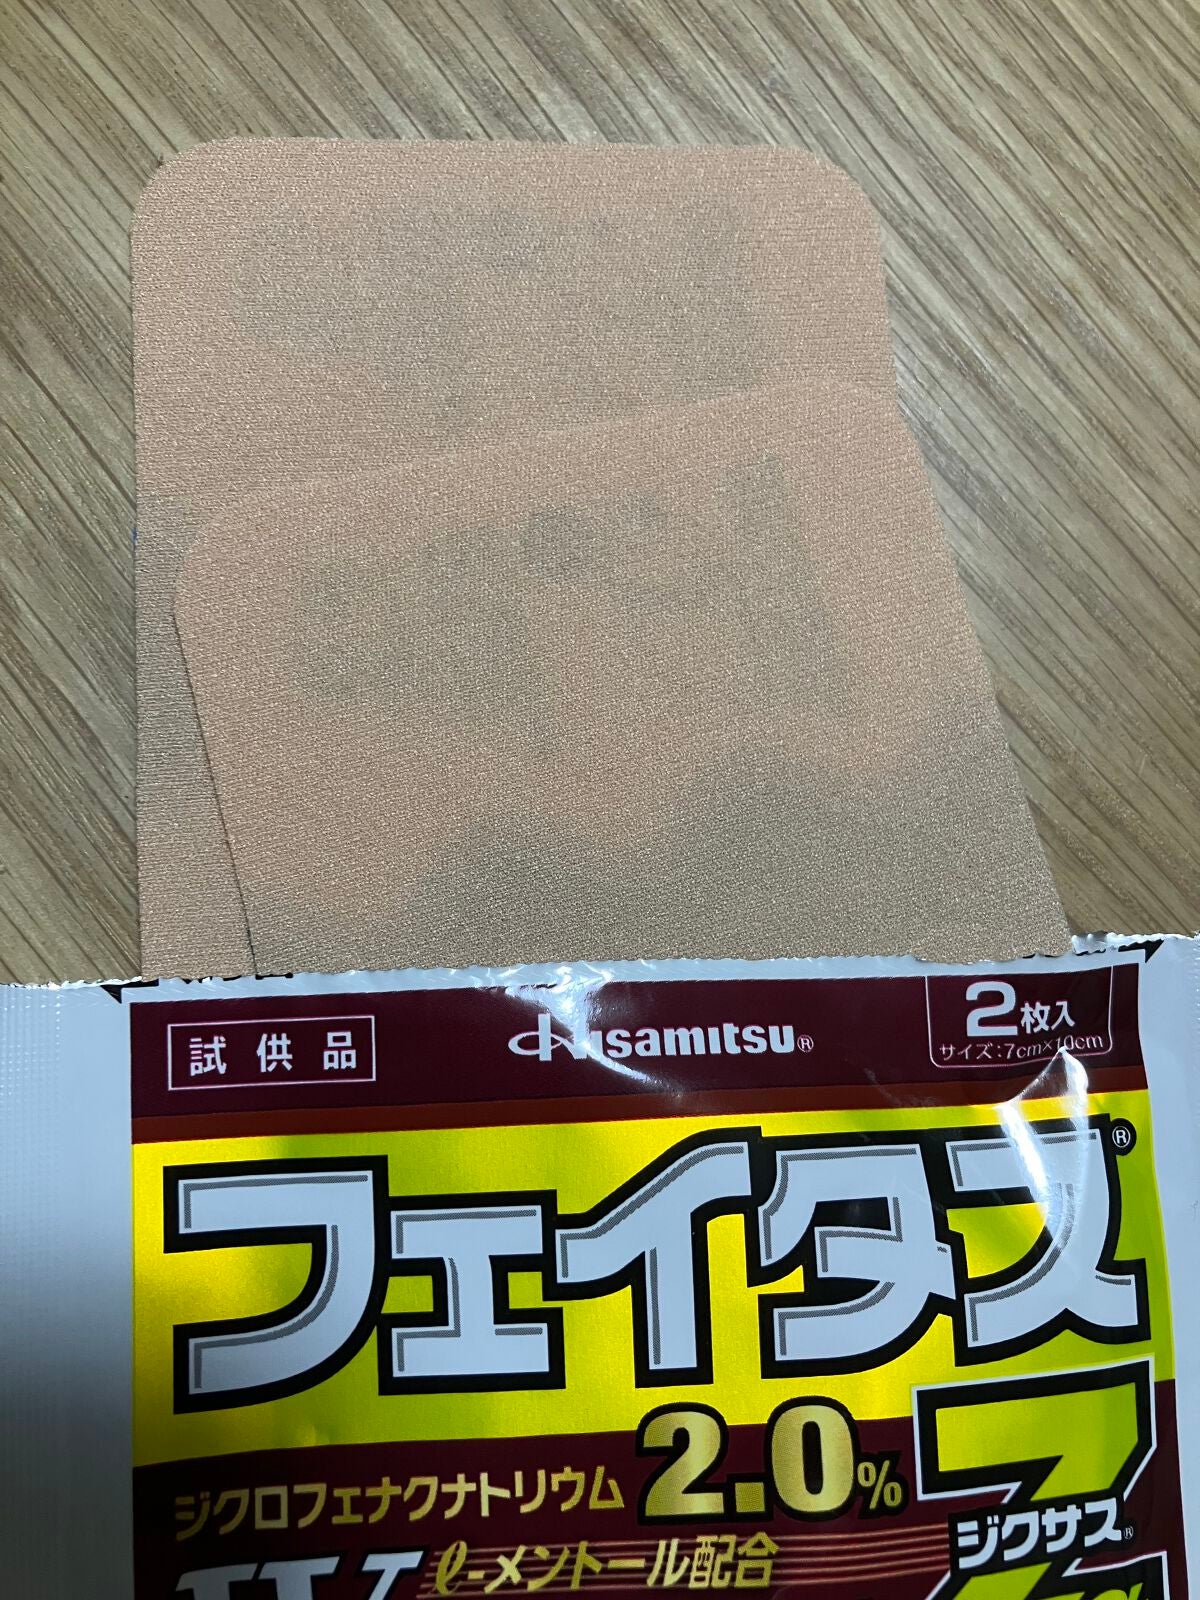 試供品
Hisamitsu®
2枚入
サイズ:7cm×10cm
フェイタス®
Z
ジクサス®
ジクロフェナクナトリウム 2.0%
ℓ-メントール配合